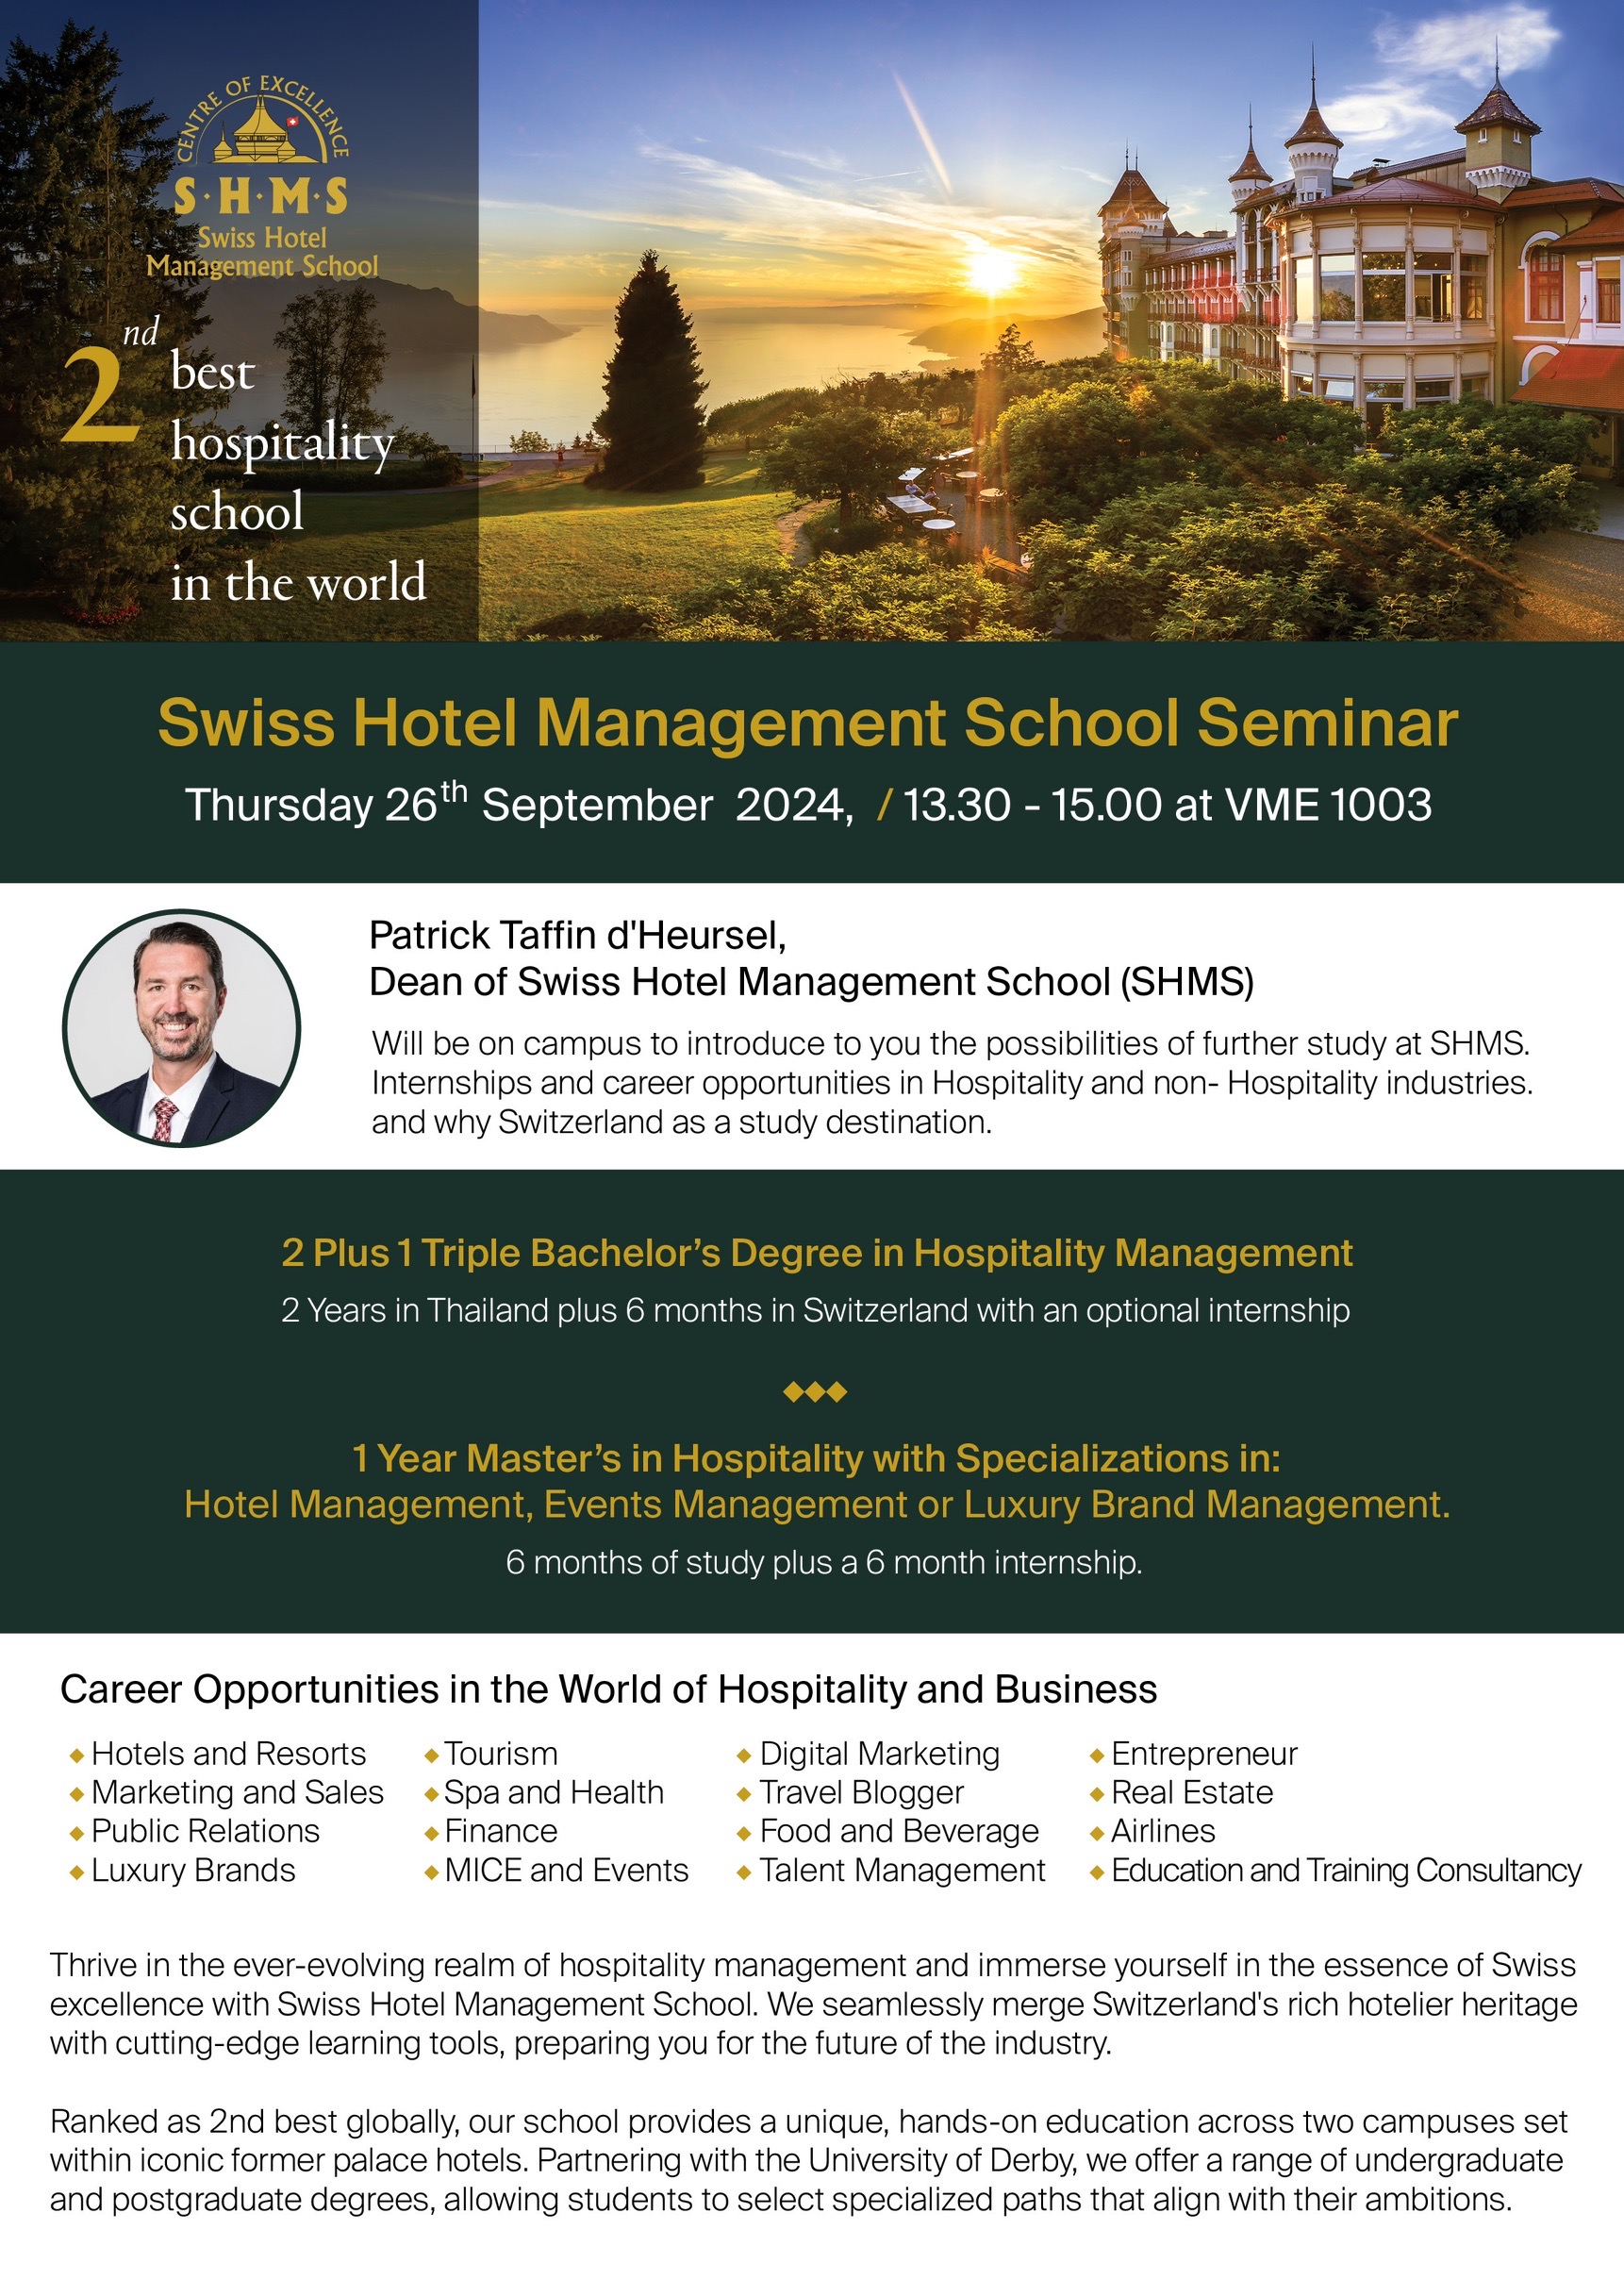 CENTRE OF EXCELLENCE
S·H·M·S
Swiss Hotel
Management School
2nd best
hospitality
school
in the world
Swiss Hotel Management School Seminar
Thursday 26th September 2024, / 13.30 - 15.00 at VME 1003
Patrick Taffin d'Heursel,
Dean of Swiss Hotel Management School (SHMS)
Will be on campus to introduce to you the possibilities of further study at SHMS.
Internships and career opportunities in Hospitality and non- Hospitality industries.
and why Switzerland as a study destination.
2 Plus 1 Triple Bachelor's Degree in Hospitality Management
2 Years in Thailand plus 6 months in Switzerland with an optional internship
1 Year Master's in Hospitality with Specializations in:
Hotel Management, Events Management or Luxury Brand Management.
6 months of study plus a 6 month internship.
Career Opportunities in the World of Hospitality and Business
Hotels and Resorts
Marketing and Sales
Public Relations
Luxury Brands
Tourism
Spa and Health
Finance
MICE and Events
Digital Marketing
Travel Blogger
Food and Beverage
Talent Management
Entrepreneur
Real Estate
Airlines
Education and Training Consultancy
Thrive in the ever-evolving realm of hospitality management and immerse yourself in the essence of Swiss
excellence with Swiss Hotel Management School. We seamlessly merge Switzerland's rich hotelier heritage
with cutting-edge learning tools, preparing you for the future of the industry.
Ranked as 2nd best globally, our school provides a unique, hands-on education across two campuses set
within iconic former palace hotels. Partnering with the University of Derby, we offer a range of undergraduate
and postgraduate degrees, allowing students to select specialized paths that align with their ambitions.